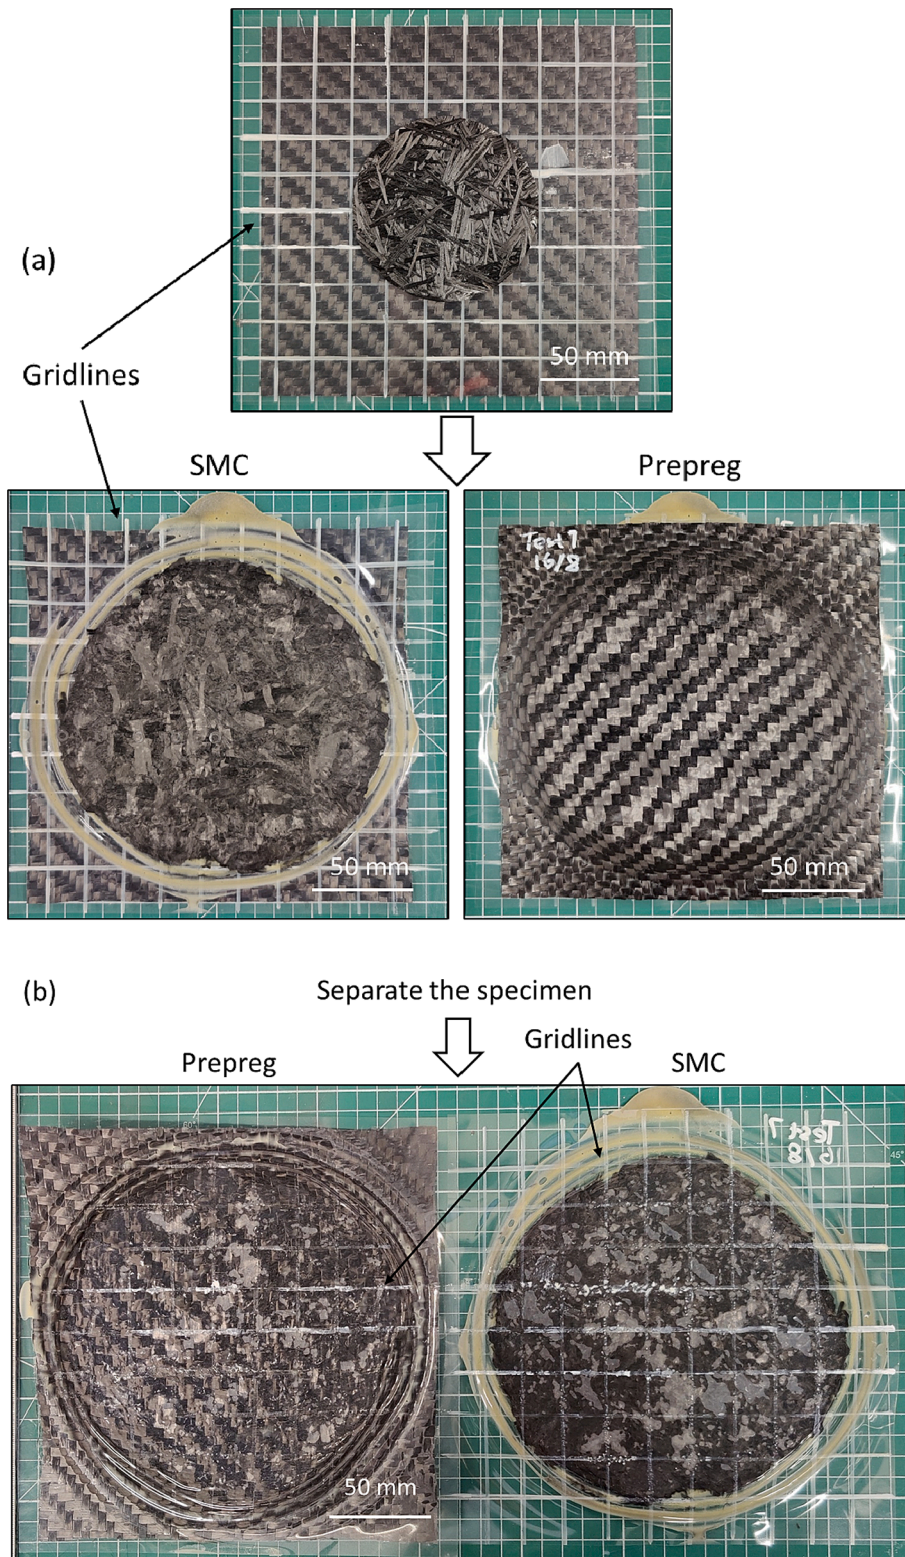 (a)
Gridlines
50 mm
SMC
Prepreg
50 mm
Test 7
16/8
50 mm
(b)
Separate the specimen
Gridlines
Prepreg
SMC
50 mm
Test 7
16/8
45°